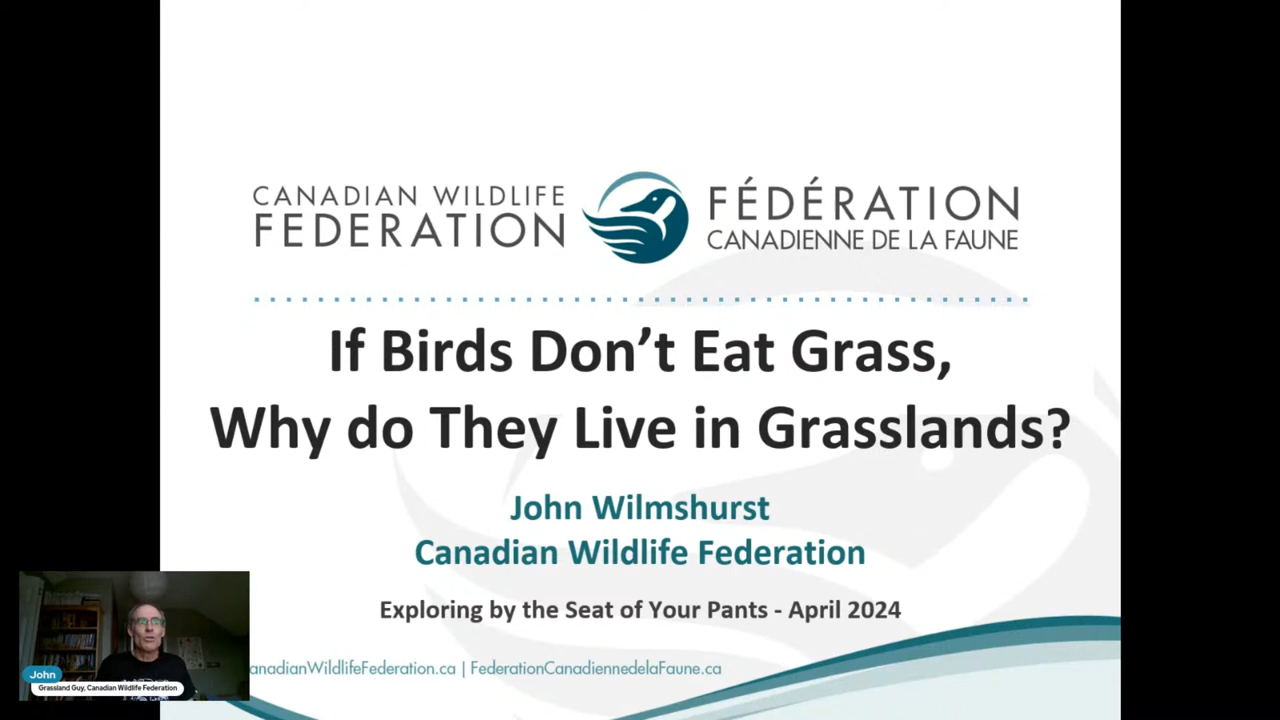 CANADIAN WILDLIFE
FEDERATION
FÉDÉRATION
CANADIENNE DE LA FAUNE
If Birds Don't Eat Grass,
Why do They Live in Grasslands?
John Wilmshurst
Canadian Wildlife Federation
Exploring by the Seat of Your Pants - April 2024
anadianWildlifeFederation.ca | FederationCanadiennedelaFaune.ca
John
Grassland Guy, Canadian Wildlife Federation